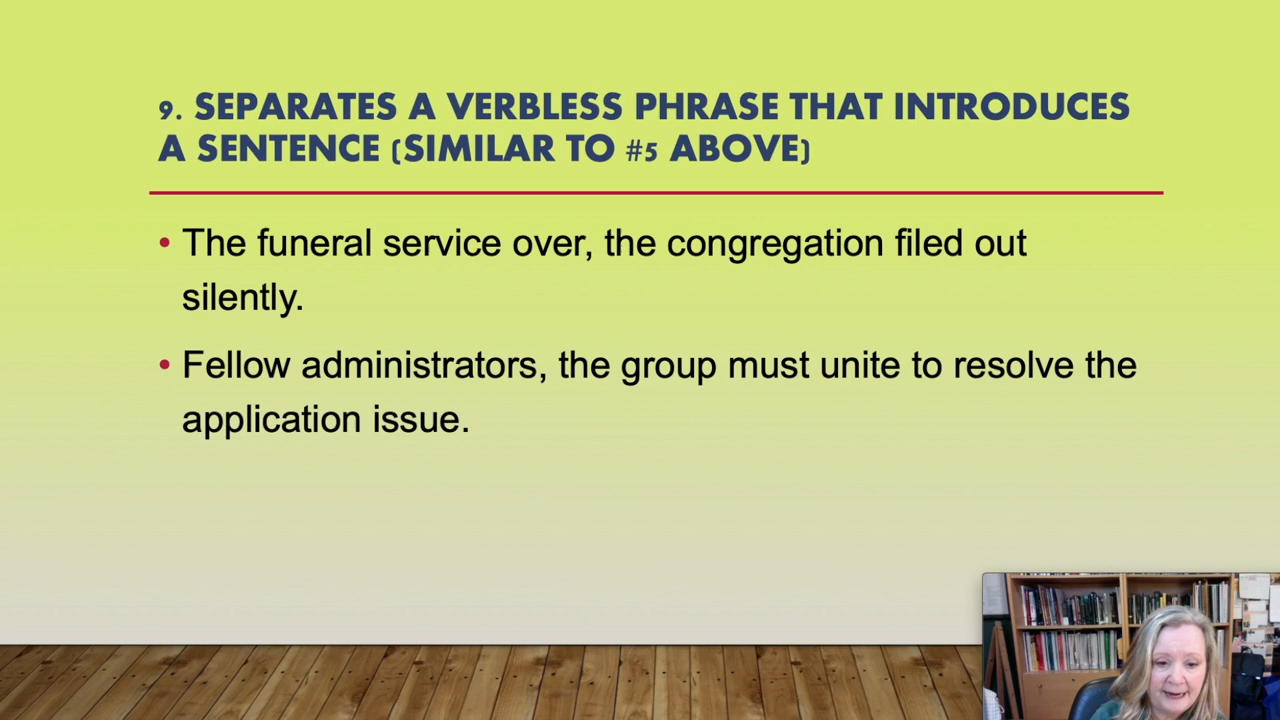 9. SEPARATES A VERBLESS PHRASE THAT INTRODUCES
A SENTENCE (SIMILAR TO #5 ABOVE)
• The funeral service over, the congregation filed out
silently.
• Fellow administrators, the group must unite to resolve the
application issue.